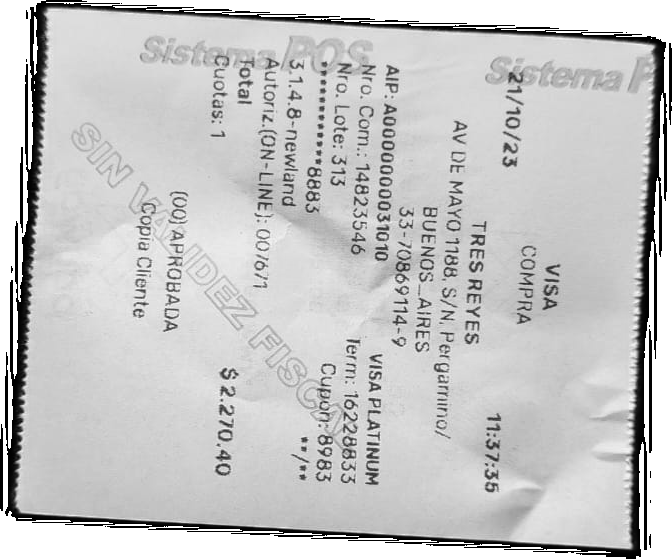 Sistema POS
Sistema P
VISA
COMPRA
21/10/23 11:37:35
TRES REYES
AV DE MAYO 1188, S/N, Pergamino/
BUENOS_AIRES
33-70869114-9
AIP: A0000000031010 VISA PLATINUM
Nro. Com.: 14823546 Term: 16228833
Nro. Lote: 313 Cupon: 8983
************8883 **/**
3.1.4.8-newland
Autoriz.(ON-LINE): 007671
Total $ 2.270.40
Cuotas: 1
(00) APROBADA
Copia Cliente
SIN VALIDEZ FISCAL